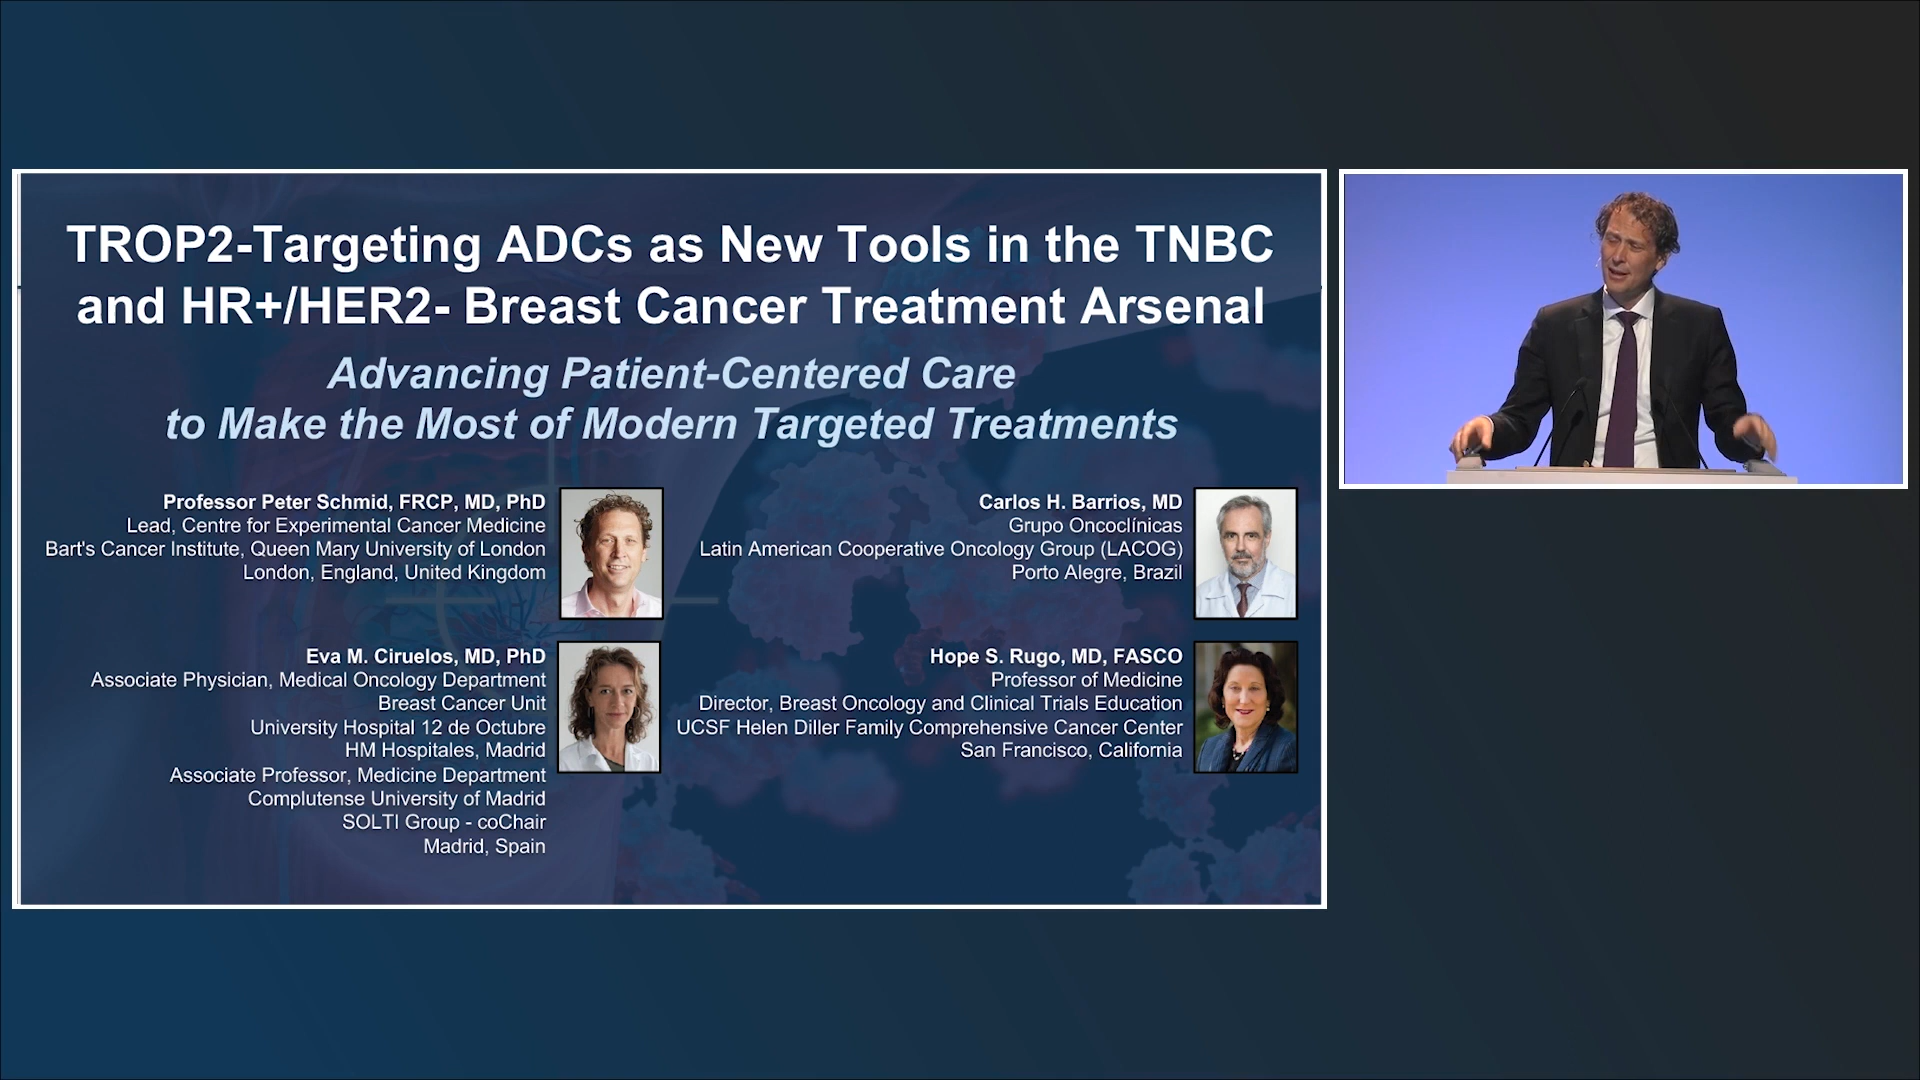 TROP2-Targeting ADCs as New Tools in the TNBC
and HR+/HER2- Breast Cancer Treatment Arsenal
Advancing Patient-Centered Care
to Make the Most of Modern Targeted Treatments
Professor Peter Schmid, FRCP, MD, PhD
Lead, Centre for Experimental Cancer Medicine
Bart's Cancer Institute, Queen Mary University of London
London, England, United Kingdom
Carlos H. Barrios, MD
Grupo Oncoclínicas
Latin American Cooperative Oncology Group (LACOG)
Porto Alegre, Brazil
Eva M. Ciruelos, MD, PhD
Associate Physician, Medical Oncology Department
Breast Cancer Unit
University Hospital 12 de Octubre
HM Hospitales, Madrid
Associate Professor, Medicine Department
Complutense University of Madrid
SOLTI Group - coChair
Madrid, Spain
Hope S. Rugo, MD, FASCO
Professor of Medicine
Director, Breast Oncology and Clinical Trials Education
UCSF Helen Diller Family Comprehensive Cancer Center
San Francisco, California